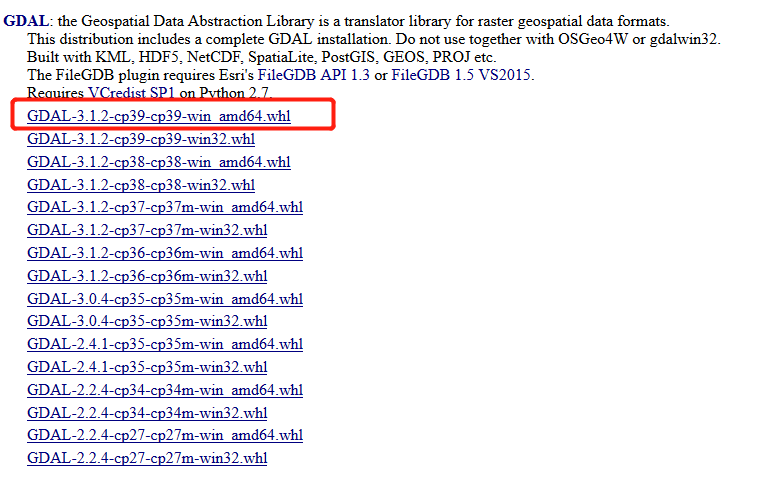 GDAL: the Geospatial Data Abstraction Library is a translator library for raster geospatial data formats.
This distribution includes a complete GDAL installation. Do not use together with OSGeo4W or gdalwin32.
Built with KML, HDF5, NetCDF, SpatiaLite, PostGIS, GEOS, PROJ etc.
The FileGDB plugin requires Esri's FileGDB API 1.3 or FileGDB 1.5 VS2015.
Requires VCredist SP1 on Python 2.7.
GDAL-3.1.2-cp39-cp39-win_amd64.whl
GDAL-3.1.2-cp39-cp39-win32.whl
GDAL-3.1.2-cp38-cp38-win_amd64.whl
GDAL-3.1.2-cp38-cp38-win32.whl
GDAL-3.1.2-cp37-cp37m-win_amd64.whl
GDAL-3.1.2-cp37-cp37m-win32.whl
GDAL-3.1.2-cp36-cp36m-win_amd64.whl
GDAL-3.1.2-cp36-cp36m-win32.whl
GDAL-3.0.4-cp35-cp35m-win_amd64.whl
GDAL-3.0.4-cp35-cp35m-win32.whl
GDAL-2.4.1-cp35-cp35m-win_amd64.whl
GDAL-2.4.1-cp35-cp35m-win32.whl
GDAL-2.2.4-cp34-cp34m-win_amd64.whl
GDAL-2.2.4-cp34-cp34m-win32.whl
GDAL-2.2.4-cp27-cp27m-win_amd64.whl
GDAL-2.2.4-cp27-cp27m-win32.whl